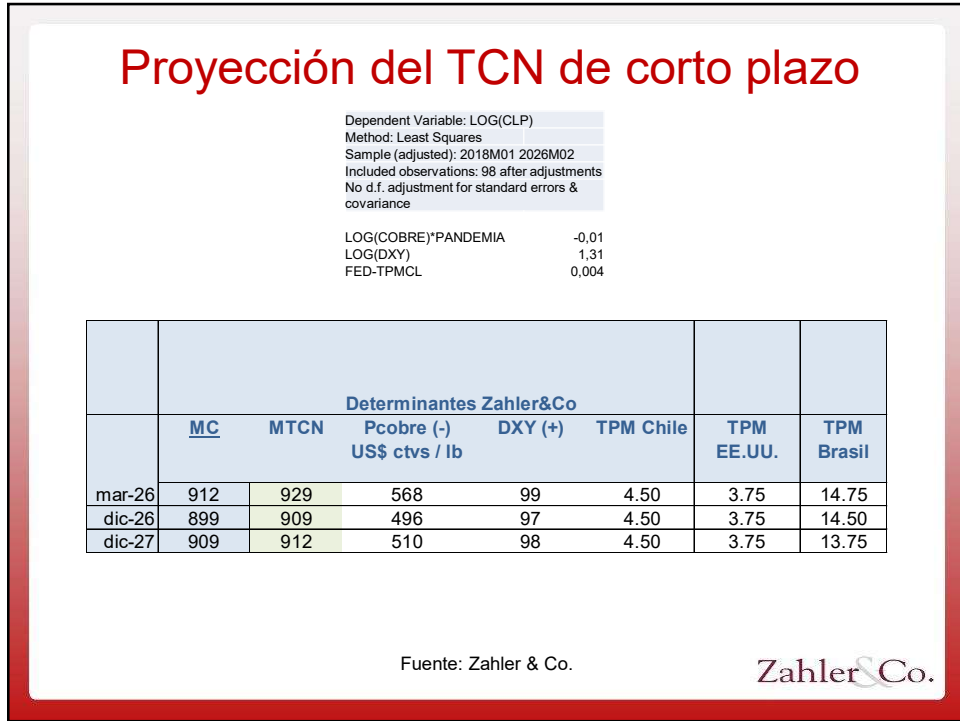 Proyección del TCN de corto plazo
Dependent Variable: LOG(CLP)
Method: Least Squares
Sample (adjusted): 2018M01 2026M02
Included observations: 98 after adjustments
No d.f. adjustment for standard errors &
covariance
LOG(COBRE)*PANDEMIA -0,01
LOG(DXY) 1,31
FED-TPMCL 0,004
Determinantes Zahler&Co
MC MTCN Pcobre (-) DXY (+) TPM Chile TPM TPM
US$ ctvs / lb EE.UU. Brasil
mar-26 912 929 568 99 4.50 3.75 14.75
dic-26 899 909 496 97 4.50 3.75 14.50
dic-27 909 912 510 98 4.50 3.75 13.75
Fuente: Zahler & Co.
Zahler&Co.